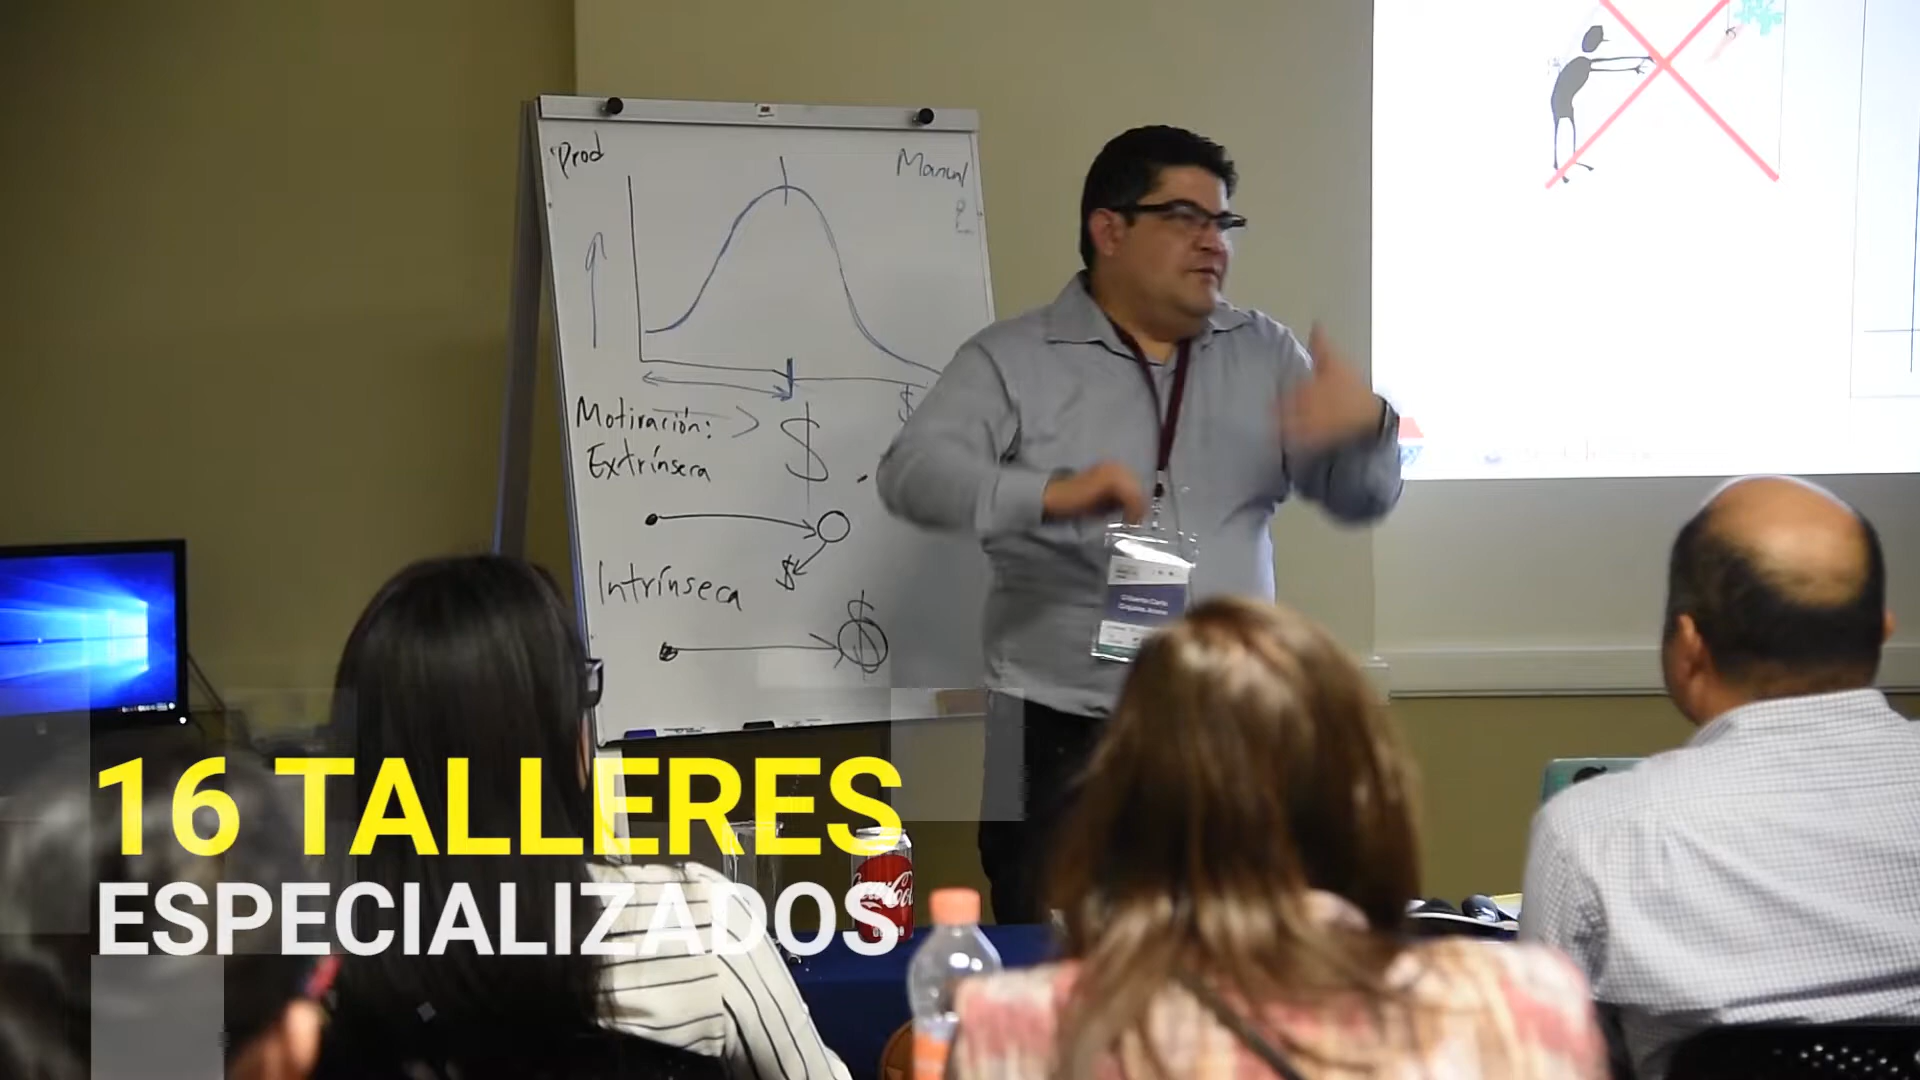 Prod
Manual
$
Motivación: $
Extrínseca
$
Intrínseca
$
16 TALLERES
ESPECIALIZADOS